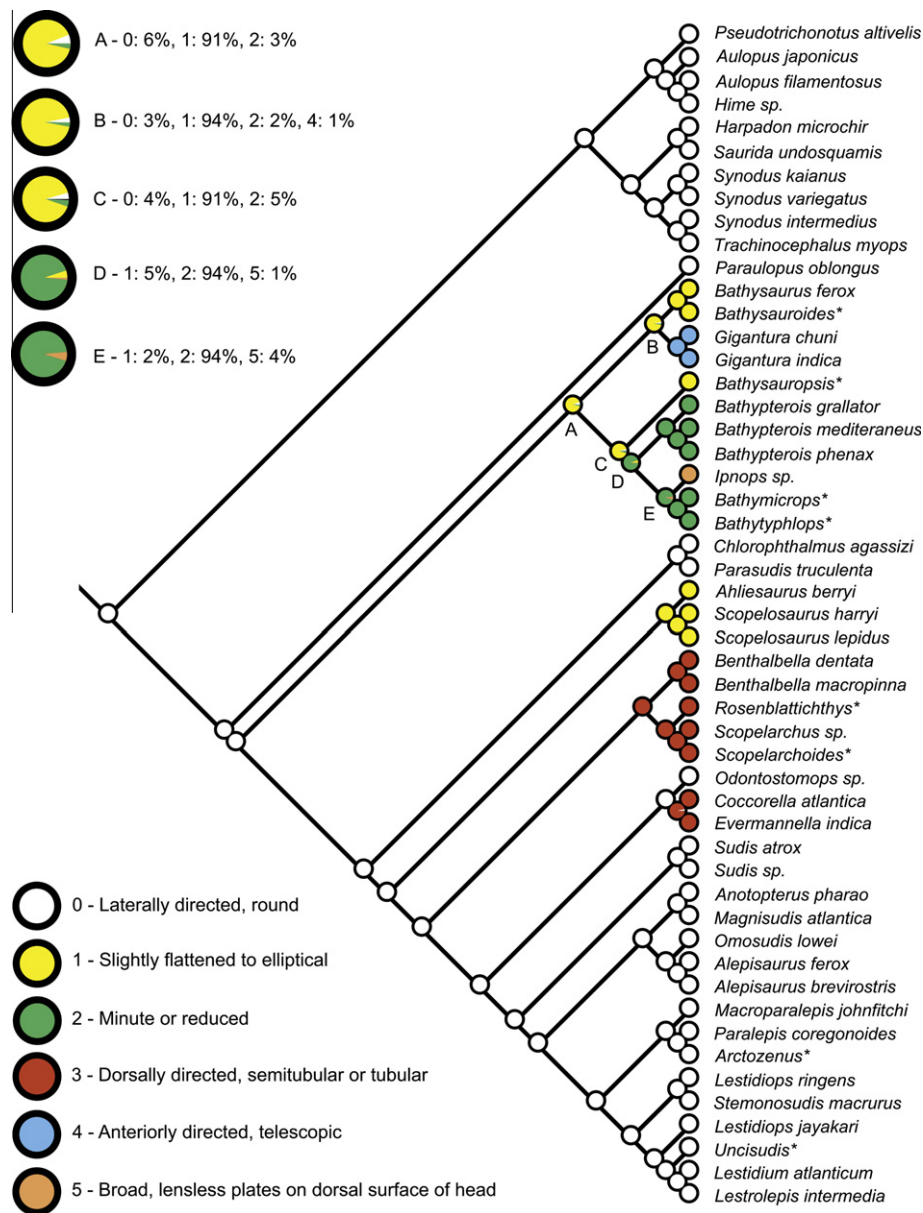 A - 0: 6%, 1: 91%, 2: 3%
B - 0: 3%, 1: 94%, 2: 2%, 4: 1%
C - 0: 4%, 1: 91%, 2: 5%
D - 1: 5%, 2: 94%, 5: 1%
E - 1: 2%, 2: 94%, 5: 4%
Pseudotrichonotus altivelis
Aulopus japonicus
Aulopus filamentosus
Hime sp.
Harpadon microchir
Saurida undosquamis
Synodus kaianus
Synodus variegatus
Synodus intermedius
Trachinocephalus myops
Paraulopus oblongus
Bathysaurus ferox
Bathysauroides*
Gigantura chuni
Gigantura indica
Bathysauropsis*
Bathypterois grallator
Bathypterois mediteraneus
Bathypterois phenax
Ipnops sp.
Bathymicrops*
Bathytyphlops*
Chlorophthalmus agassizi
Parasudis truculenta
Ahliesaurus berryi
Scopelosaurus harryi
Scopelosaurus lepidus
Benthalbella dentata
Benthalbella macropinna
Rosenblattichthys*
Scopelarchus sp.
Scopelarchoides*
Odontostomops sp.
Coccorella atlantica
Evermannella indica
Sudis atrox
Sudis sp.
Anotopterus pharao
Magnisudis atlantica
Omosudis lowei
Alepisaurus ferox
Alepisaurus brevirostris
Macroparalepis johnfitchi
Paralepis coregonoides
Arctozenus*
Lestidiops ringens
Stemonosudis macrurus
Lestidiops jayakari
Uncisudis*
Lestidium atlanticum
Lestrolepis intermedia
B
A
C
D
E
0 - Laterally directed, round
1 - Slightly flattened to elliptical
2 - Minute or reduced
3 - Dorsally directed, semitubular or tubular
4 - Anteriorly directed, telescopic
5 - Broad, lensless plates on dorsal surface of head